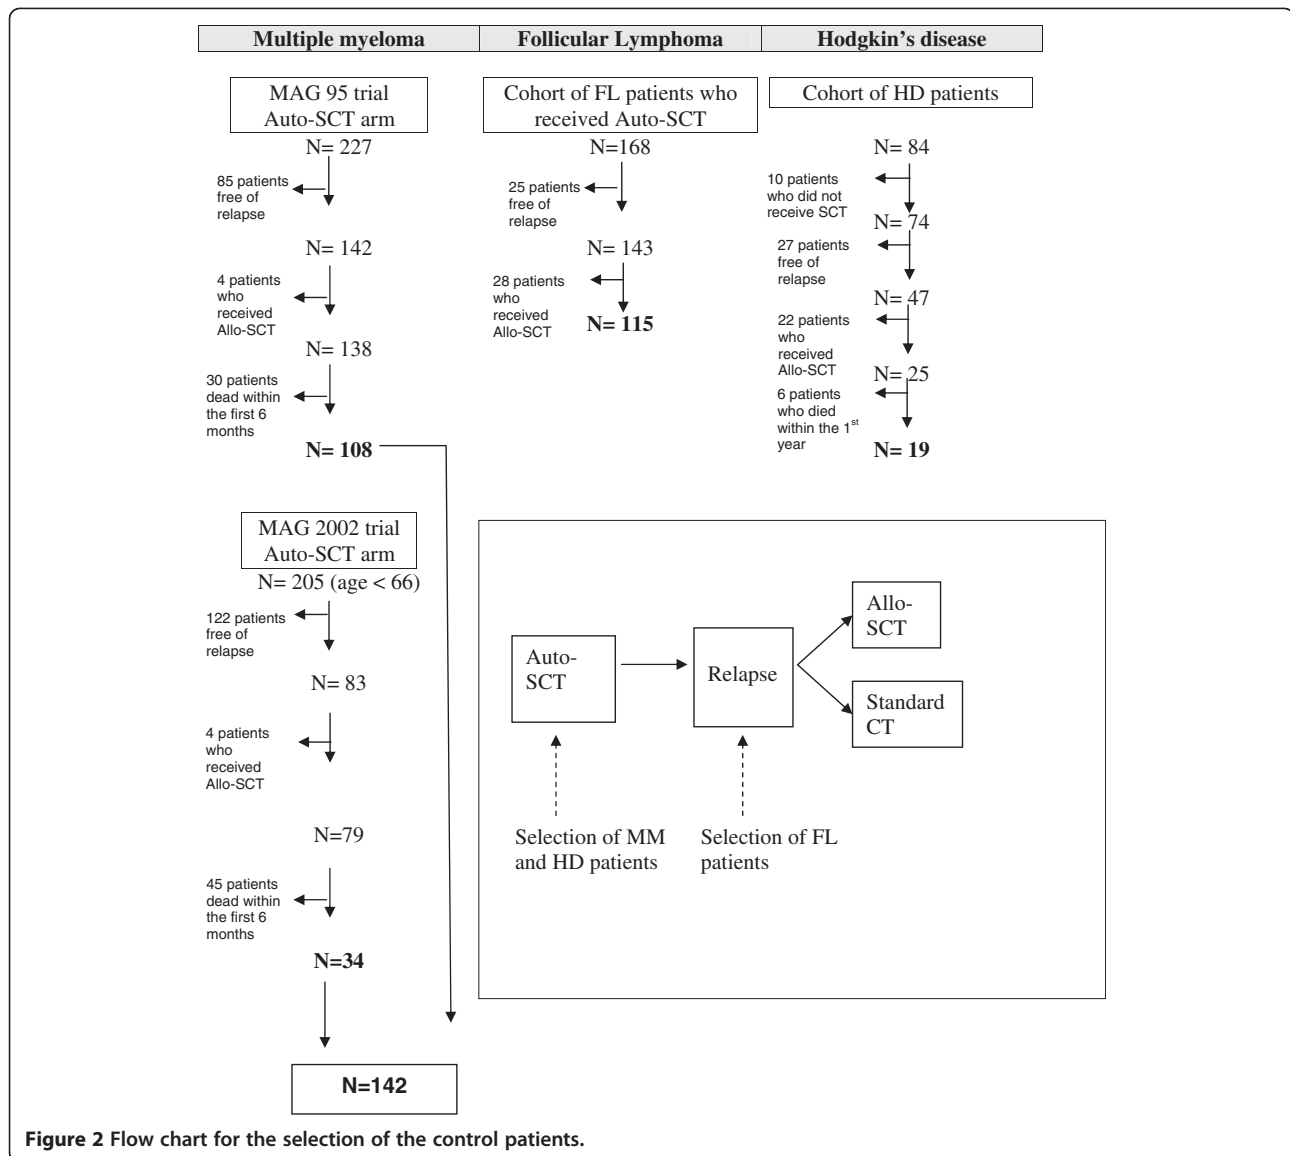 Multiple myeloma
Follicular Lymphoma
Hodgkin's disease
MAG 95 trial
Auto-SCT arm
N= 227
85 patients
free of
relapse
N= 142
4 patients
who
received
Allo-SCT
N= 138
30 patients
dead within
the first 6
months
N= 108
MAG 2002 trial
Auto-SCT arm
N= 205 (age < 66)
122 patients
free of
relapse
N= 83
4 patients
who
received
Allo-SCT
N=79
45 patients
dead within
the first 6
months
N=34
N=142
Cohort of FL patients who
received Auto-SCT
N=168
25 patients
free of
relapse
N= 143
28 patients
who
received
Allo-SCT
N= 115
Cohort of HD patients
N= 84
10 patients
who did not
receive SCT
N= 74
27 patients
free of
relapse
N= 47
22 patients
who
received
Allo-SCT
N= 25
6 patients
who died
within the 1st
year
N= 19
Auto-
SCT
Relapse
Allo-
SCT
Standard
CT
Selection of MM
and HD patients
Selection of FL
patients
Figure 2 Flow chart for the selection of the control patients.